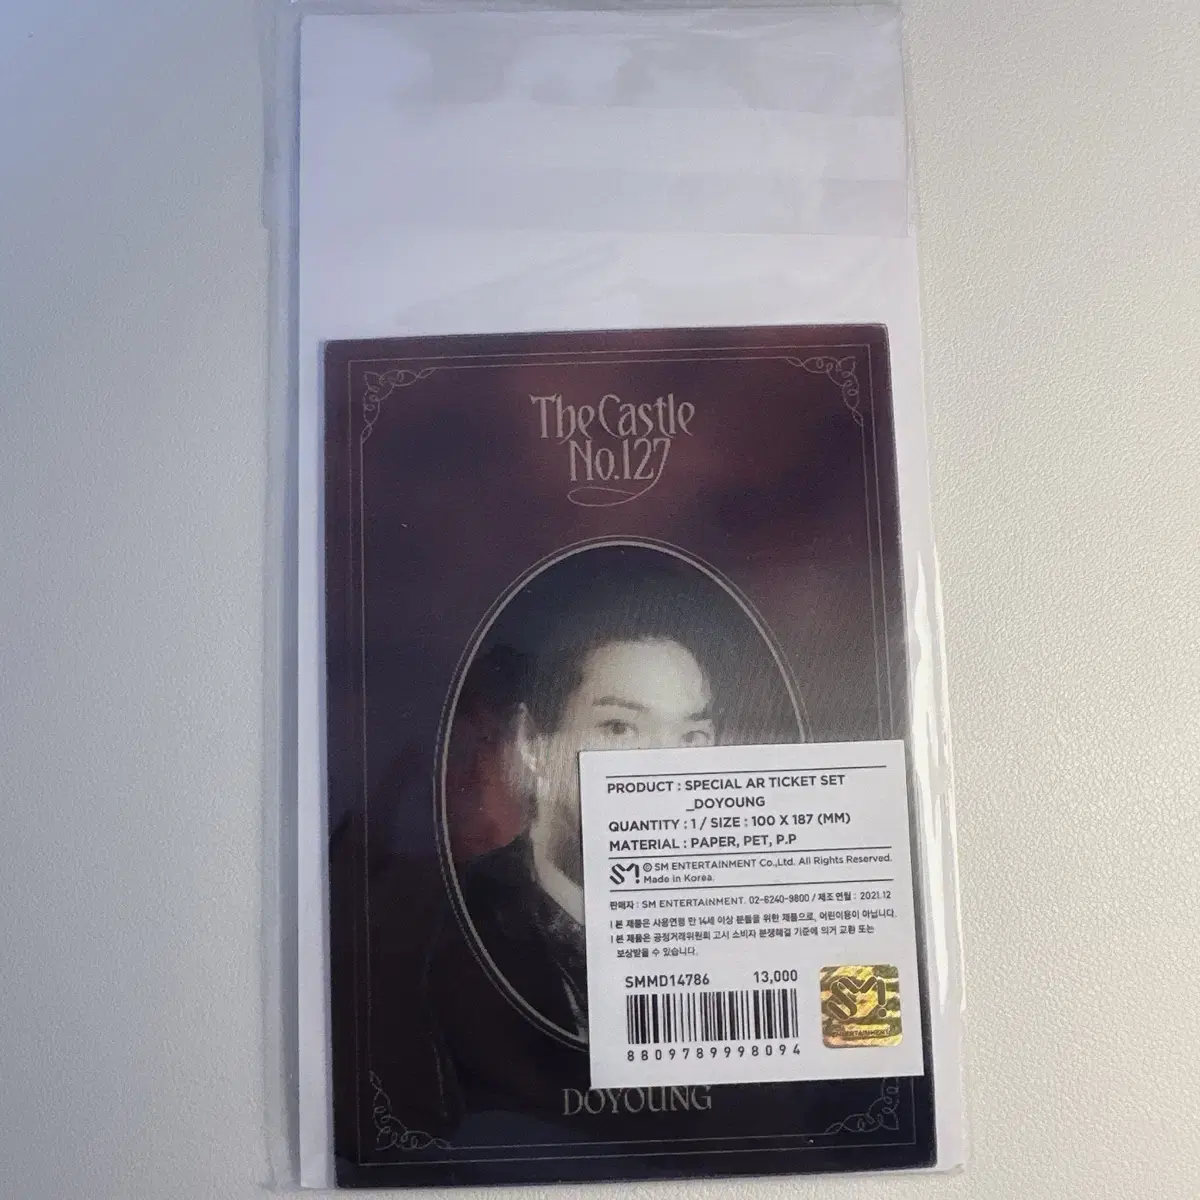 The Castle
No.127
PRODUCT : SPECIAL AR TICKET SET
_DOYOUNG
QUANTITY : 1 / SIZE : 100 X 187 (MM)
MATERIAL : PAPER, PET, P.P
SM! © SM ENTERTAINMENT Co.,Ltd. All Rights Reserved.
Made in Korea.
판매자 : SM ENTERTAINMENT. 02-6240-9800 / 제조 연월 : 2021.12
| 본 제품은 사용연령 만 14세 이상 분들을 위한 제품으로, 어린이용이 아닙니다.
| 본 제품은 공정거래위원회 고시 소비자 분쟁해결 기준에 의거 교환 또는
보상받을 수 있습니다.
SMMD14786 13,000
8809789998094
SM!
ENTERTAINMENT
DOYOUNG